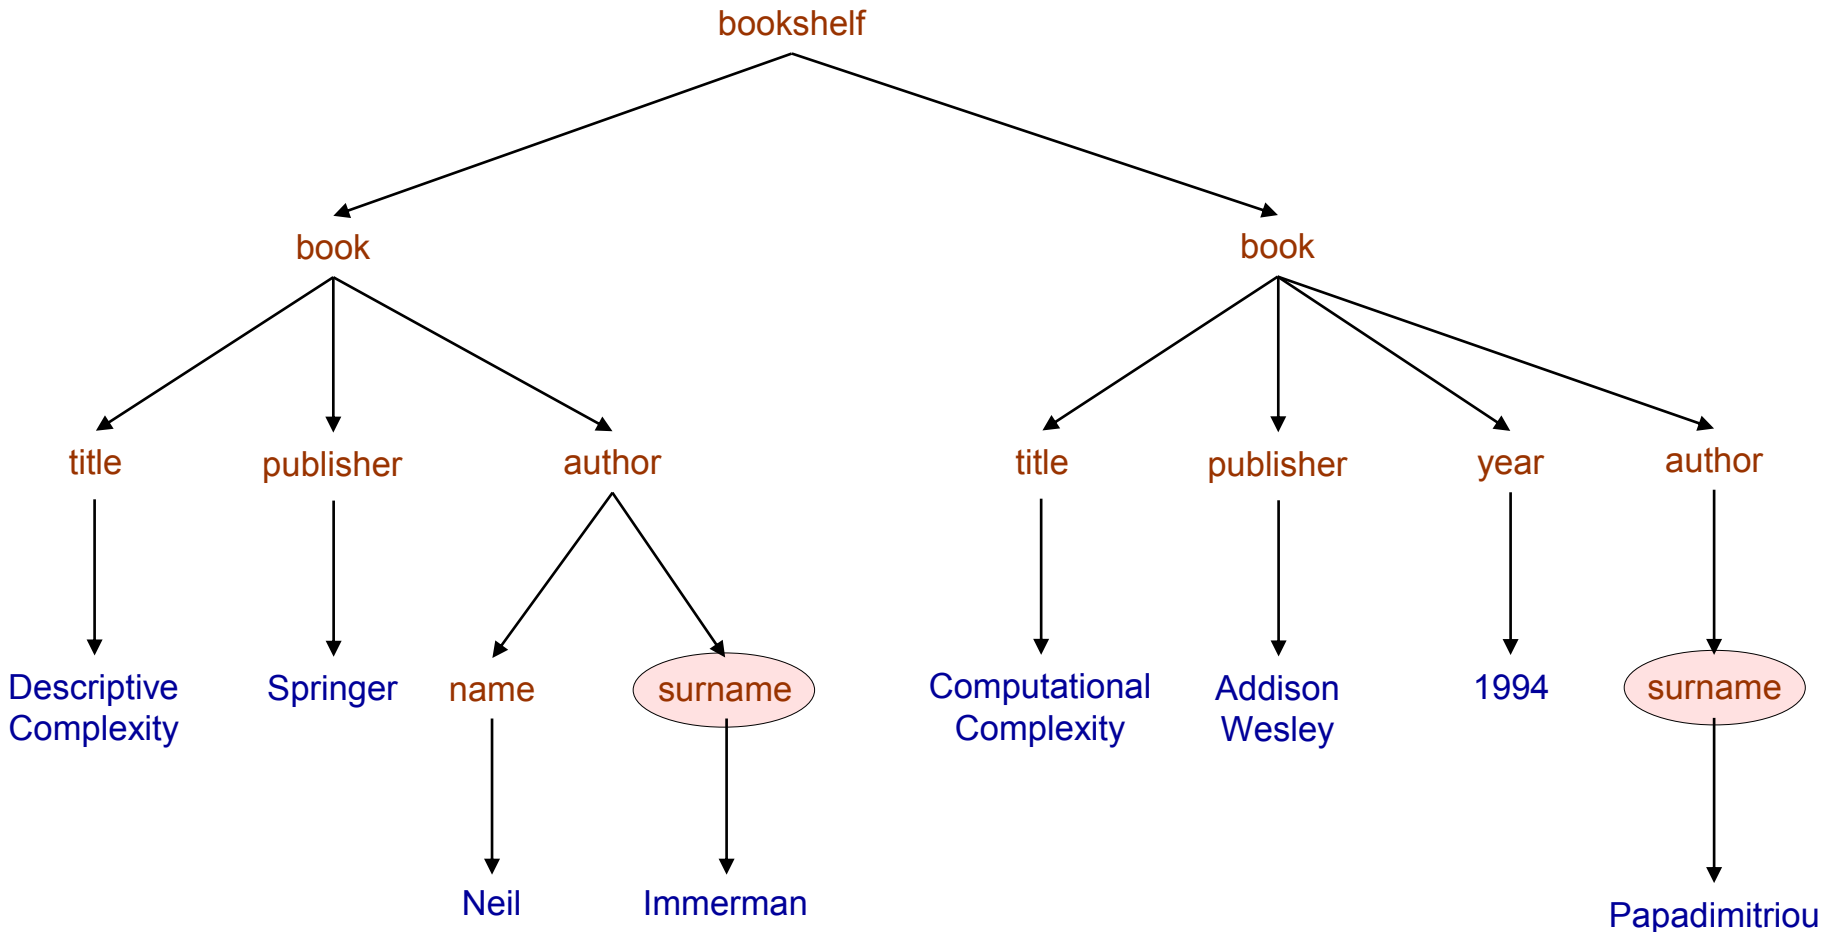 bookshelf
book
book
title
publisher
author
title
publisher
year
author
Descriptive
Complexity
Springer
name
surname
Computational
Complexity
Addison
Wesley
1994
surname
Neil
Immerman
Papadimitriou